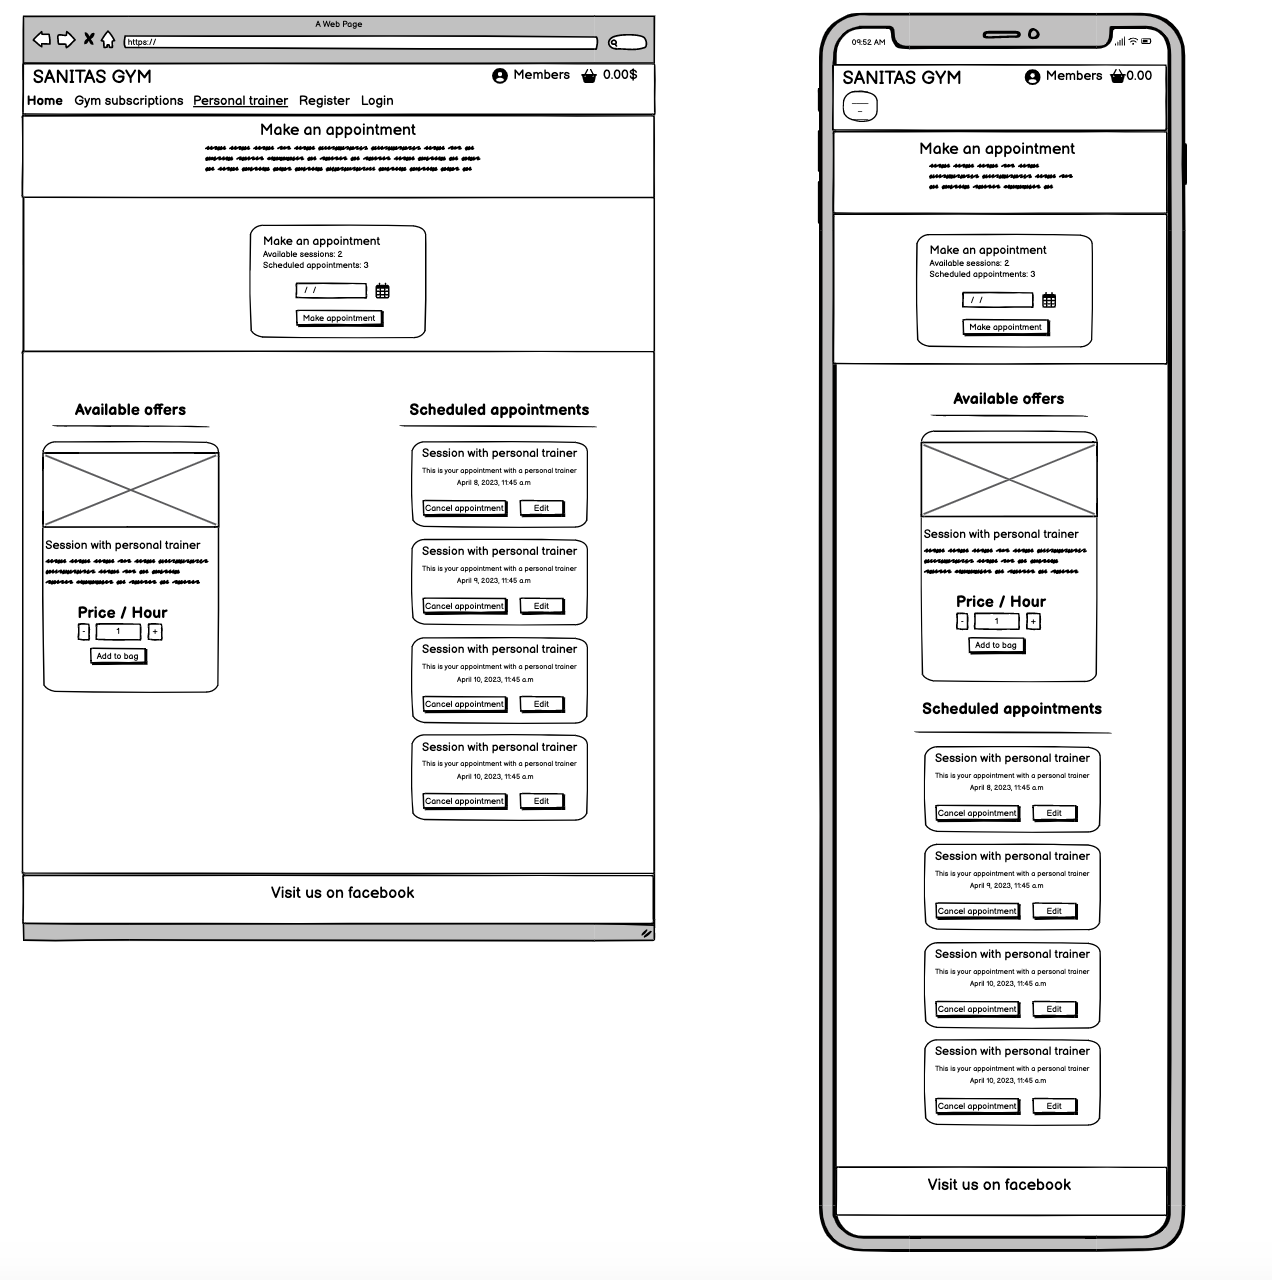 A Web Page
https://
SANITAS GYM
Members
0.00$
Home Gym subscriptions Personal trainer Register Login
Make an appointment
Make an appointment
Available sessions: 2
Scheduled appointments: 3
/ /
Make appointment
Available offers
Session with personal trainer
Price / Hour
- 1 +
Add to bag
Scheduled appointments
Session with personal trainer
This is your appointment with a personal trainer
April 8, 2023, 11:45 a.m
Cancel appointment Edit
Session with personal trainer
This is your appointment with a personal trainer
April 9, 2023, 11:45 a.m
Cancel appointment Edit
Session with personal trainer
This is your appointment with a personal trainer
April 10, 2023, 11:45 a.m
Cancel appointment Edit
Session with personal trainer
This is your appointment with a personal trainer
April 10, 2023, 11:45 a.m
Cancel appointment Edit
Visit us on facebook
09:52 AM
SANITAS GYM
Members
0.00
Make an appointment
Make an appointment
Available sessions: 2
Scheduled appointments: 3
/ /
Make appointment
Available offers
Session with personal trainer
Price / Hour
- 1 +
Add to bag
Scheduled appointments
Session with personal trainer
This is your appointment with a personal trainer
April 8, 2023, 11:45 a.m
Cancel appointment Edit
Session with personal trainer
This is your appointment with a personal trainer
April 9, 2023, 11:45 a.m
Cancel appointment Edit
Session with personal trainer
This is your appointment with a personal trainer
April 10, 2023, 11:45 a.m
Cancel appointment Edit
Session with personal trainer
This is your appointment with a personal trainer
April 10, 2023, 11:45 a.m
Cancel appointment Edit
Visit us on facebook